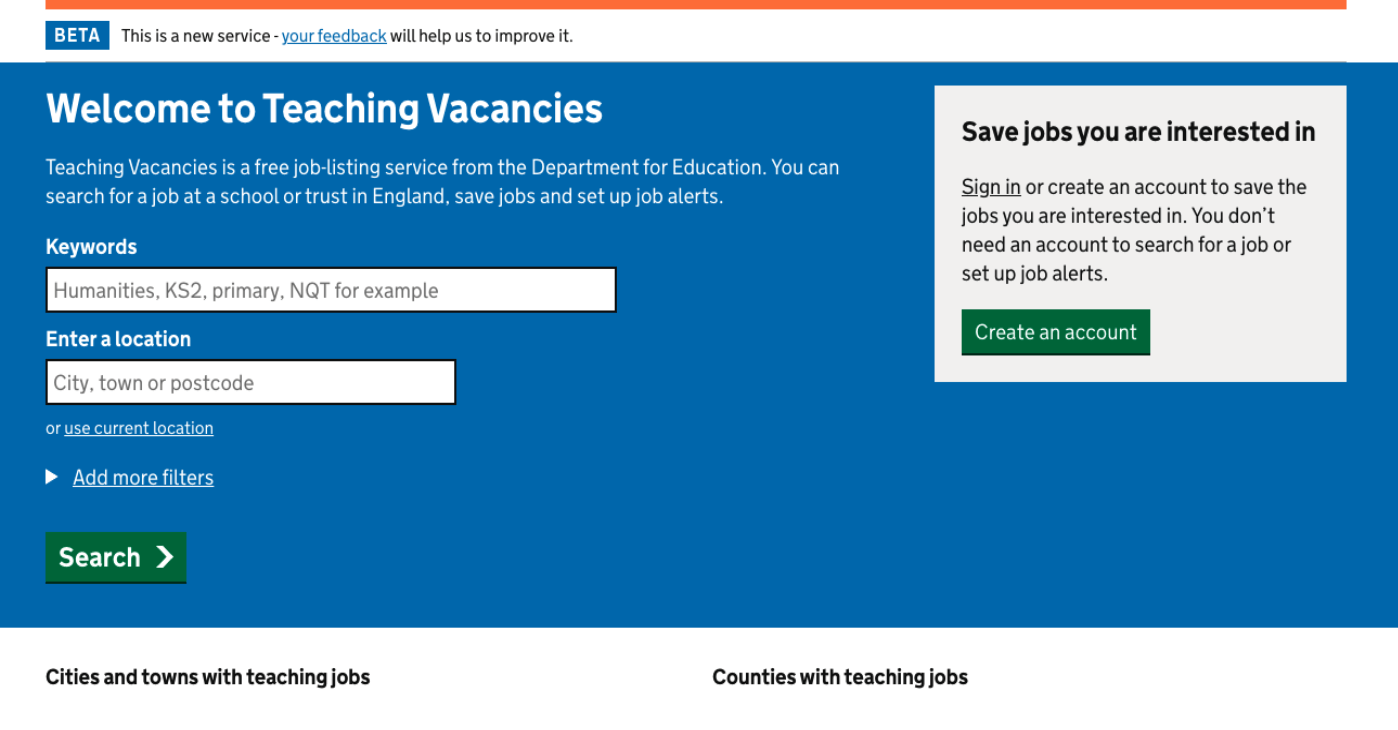 BETA This is a new service - your feedback will help us to improve it.
Welcome to Teaching Vacancies
Teaching Vacancies is a free job-listing service from the Department for Education. You can
search for a job at a school or trust in England, save jobs and set up job alerts.
Keywords
Humanities, KS2, primary, NQT for example
Enter a location
City, town or postcode
or use current location
Add more filters
Search
Save jobs you are interested in
Sign in or create an account to save the
jobs you are interested in. You don’t
need an account to search for a job or
set up job alerts.
Create an account
Cities and towns with teaching jobs
Counties with teaching jobs